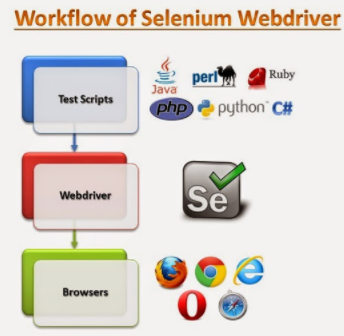 Workflow of Selenium Webdriver
Test Scripts
Java
perl
Ruby
php
python
C#
Webdriver
Se
Browsers